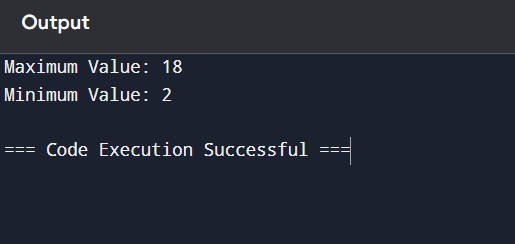 Output
Maximum Value: 18
Minimum Value: 2
=== Code Execution Successful ===